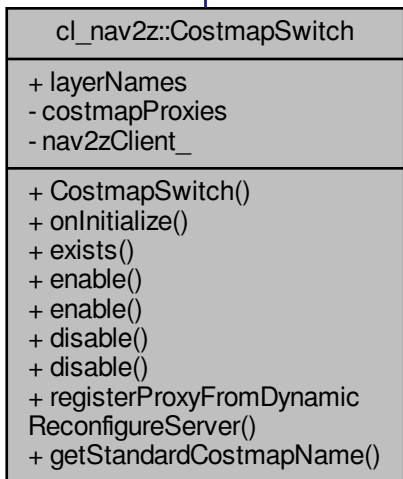 cl_nav2z::CostmapSwitch
+ layerNames
- costmapProxies
- nav2zClient_
+ CostmapSwitch()
+ onInitialize()
+ exists()
+ enable()
+ enable()
+ disable()
+ disable()
+ registerProxyFromDynamic
ReconfigureServer()
+ getStandardCostmapName()